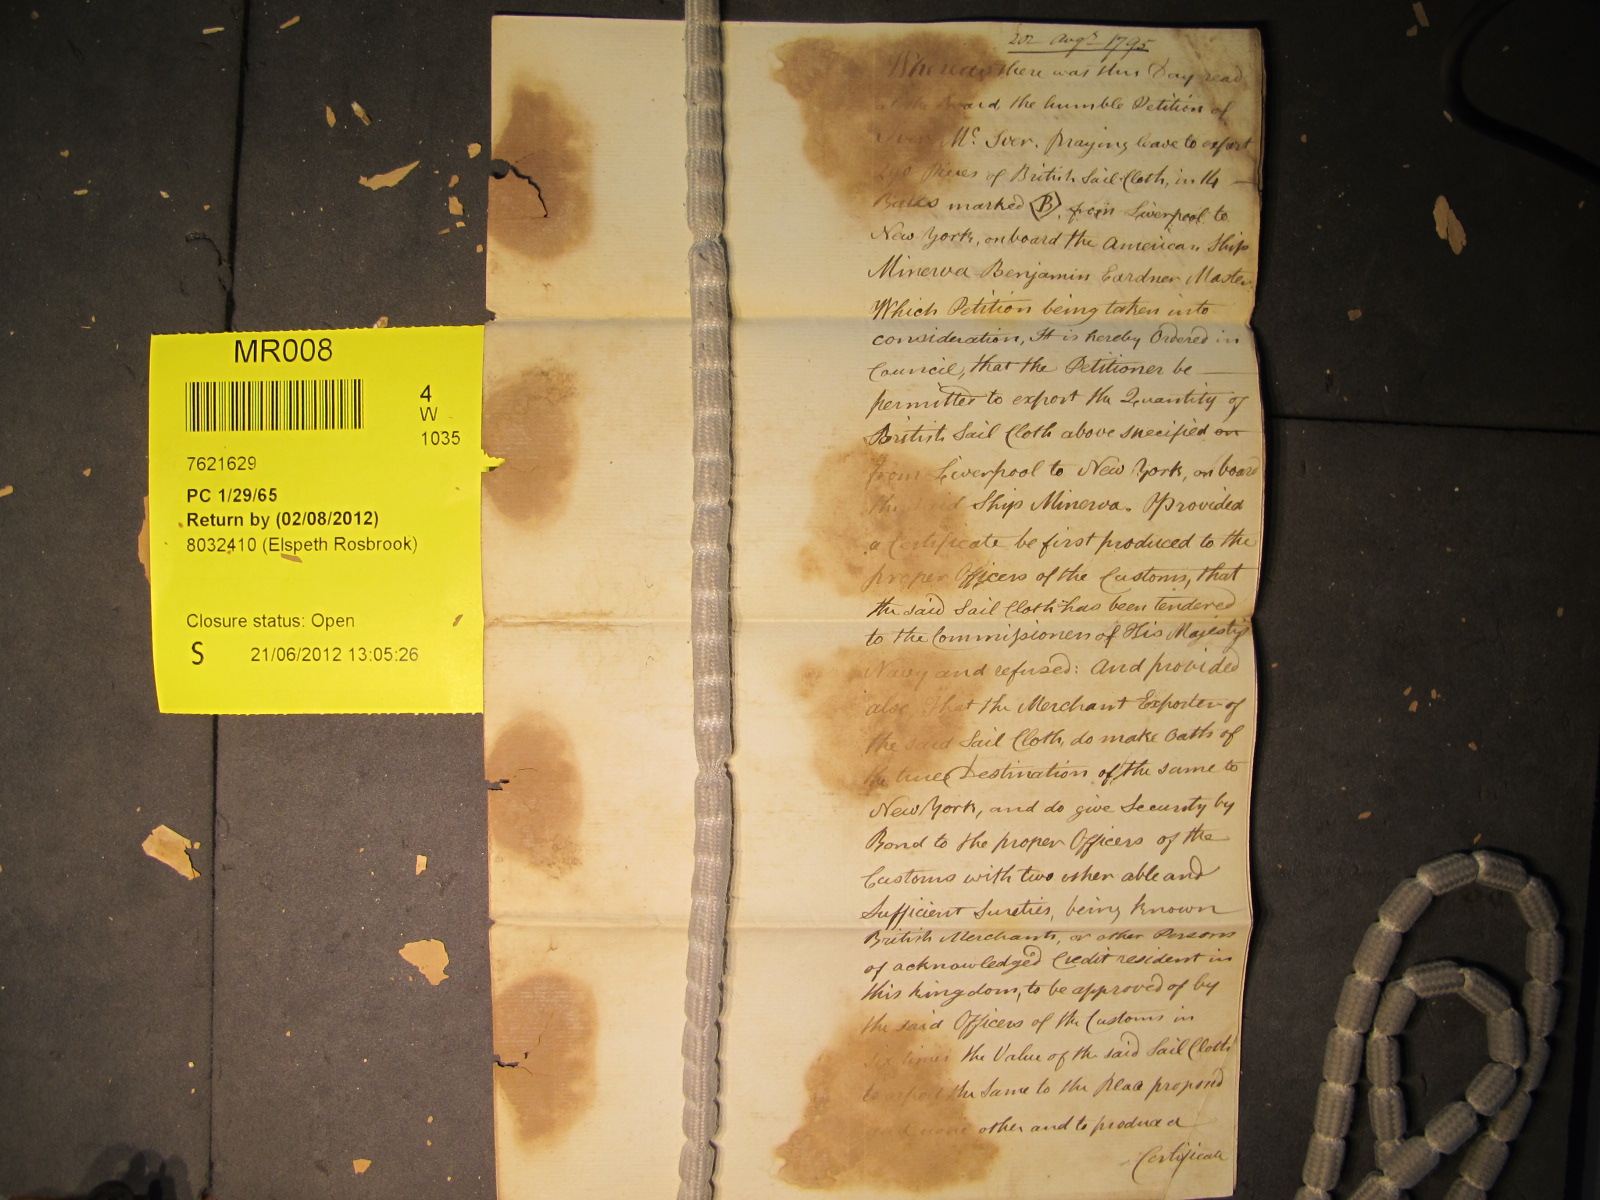 MR008
4
W
1035
7621629
PC 1/29/65
Return by (02/08/2012)
8032410 (Elspeth Rosbrook)
Closure status: Open
S 21/06/2012 13:05:26
Augt 1795
Whereas there was this Day read
at the Board the humble Petition of
Iver Mc Iver. praying leave to export
290 Pieces of British Sail Cloth, in 14
Bales marked B, from Liverpool to
New York, onboard the American Ship
Minerva Benjamin Gardner Master
Which Petition being taken into
consideration, It is hereby Ordered in
Council, that the Petitioner be
permitted to export the Quantity of
British Sail Cloth above specified on
from Liverpool to New York, on board
the said Ship Minerva. Provided
a Certificate be first produced to the
proper Officers of the Customs, that
the said Sail Cloth has been tendered
to the Commissioners of His Majesty's
Navy and refused: And provided
also, That the Merchant Exporter of
the said Sail Cloth, do make Oath of
the true Destination of the same to
New York, and do give Security by
Bond to the proper Officers of the
Customs with two other able and
Sufficient Sureties, being known
British Merchants, or other Persons
of acknowledged Credit resident in
this kingdom, to be approved of by
the said Officers of the Customs in
Six times the Value of the said Sail Cloth
to export the Same to the Place proposed
and none other and to produce a
Certificate